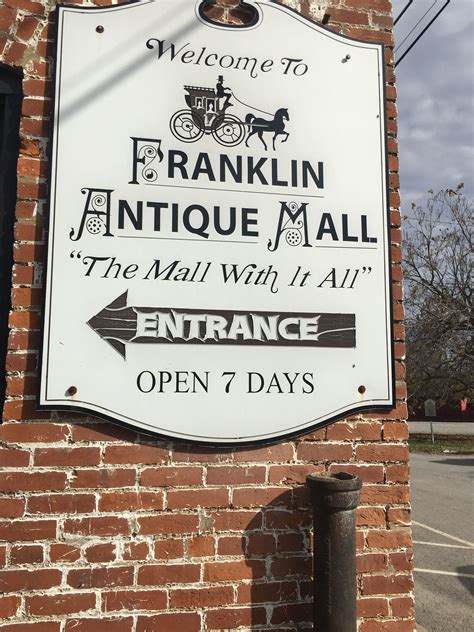 Welcome To
FRANKLIN
ANTIQUE MALL
"The Mall With It All"
ENTRANCE
OPEN 7 DAYS